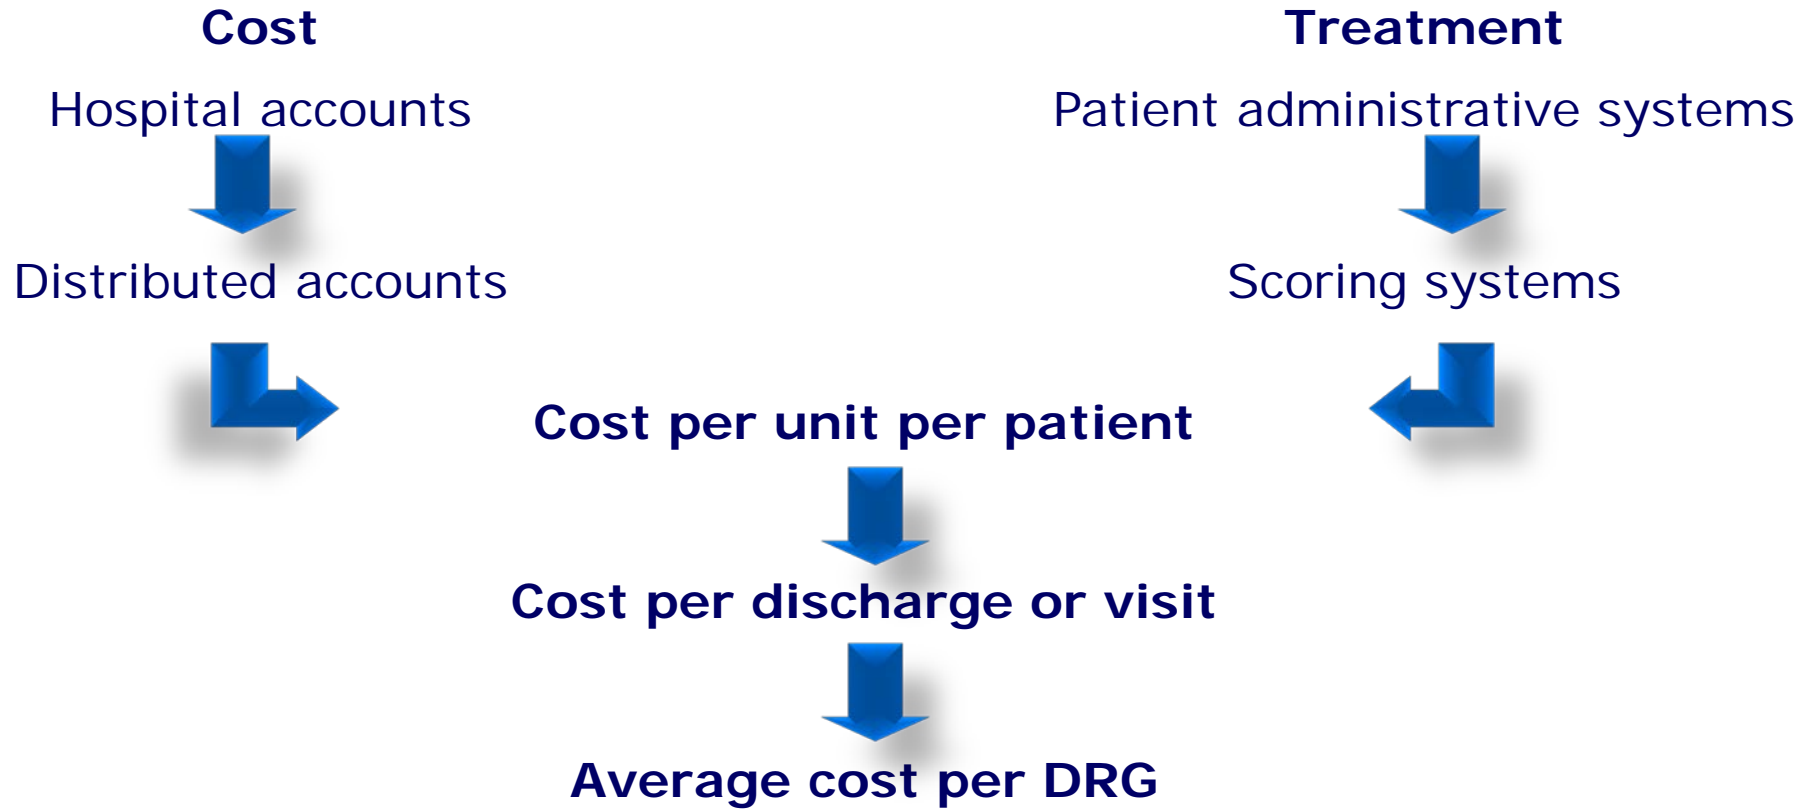 Cost
Treatment
Hospital accounts
Patient administrative systems
Distributed accounts
Scoring systems
Cost per unit per patient
Cost per discharge or visit
Average cost per DRG